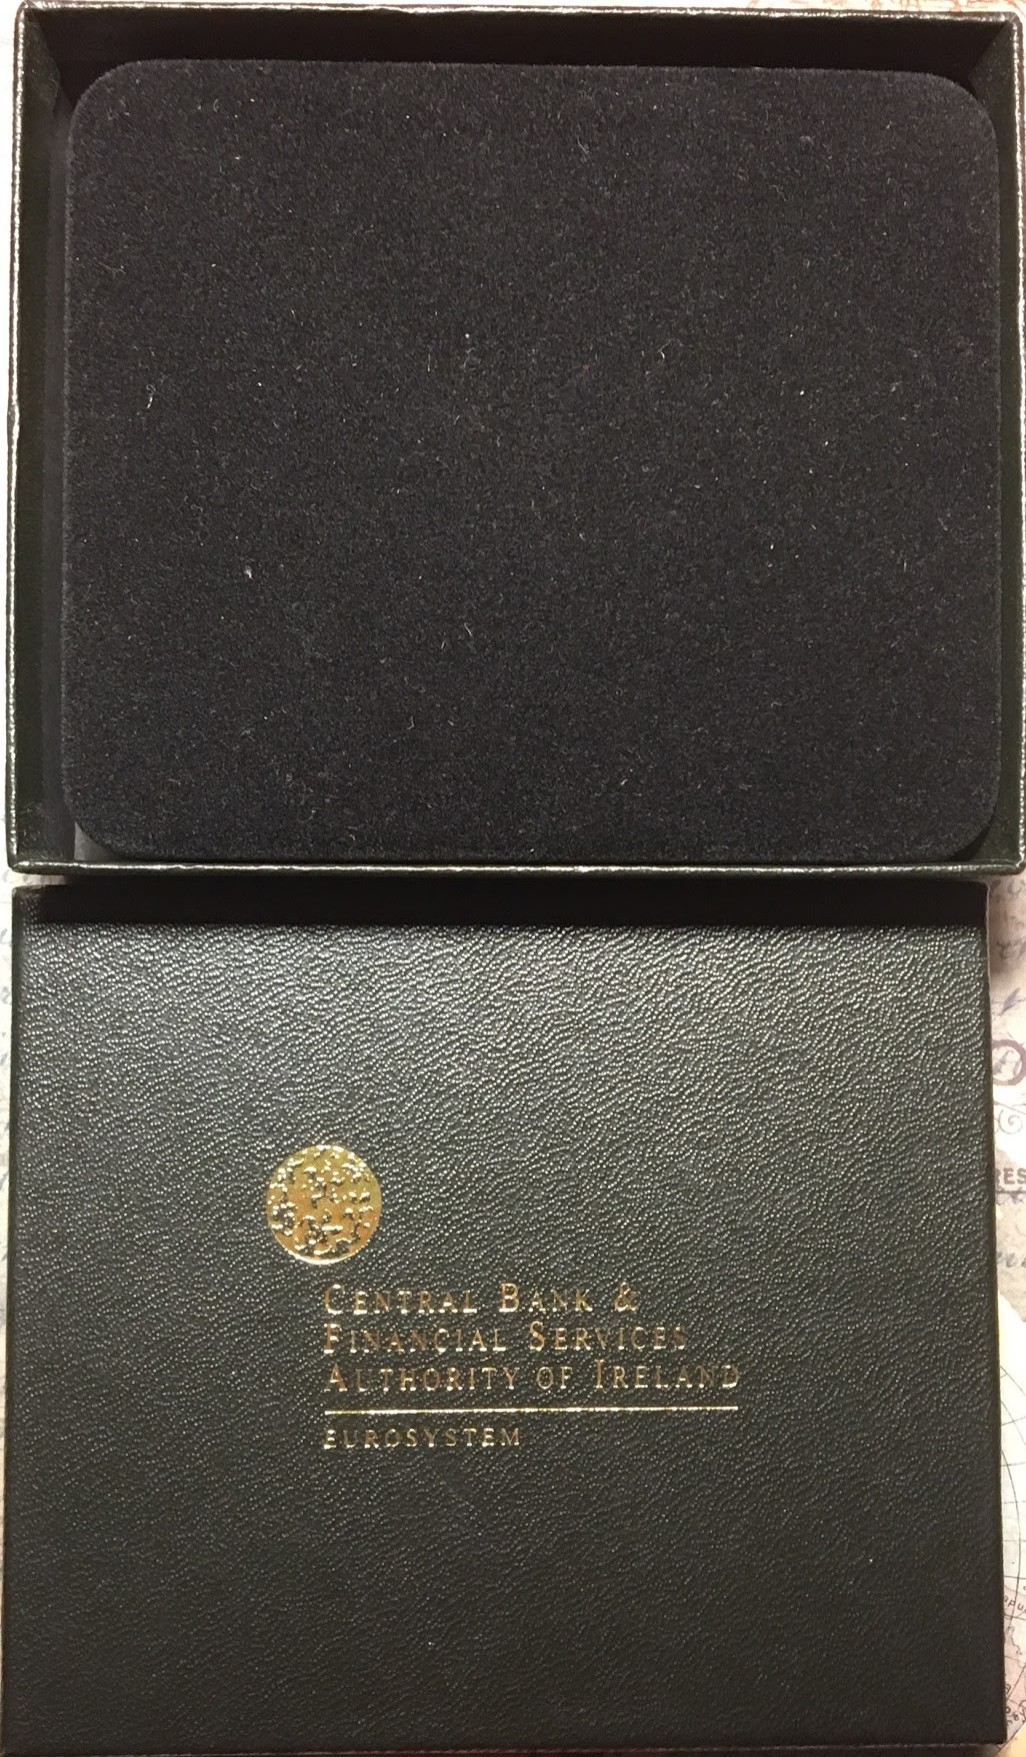 CENTRAL BANK &
FINANCIAL SERVICES
AUTHORITY OF IRELAND
EUROSYSTEM